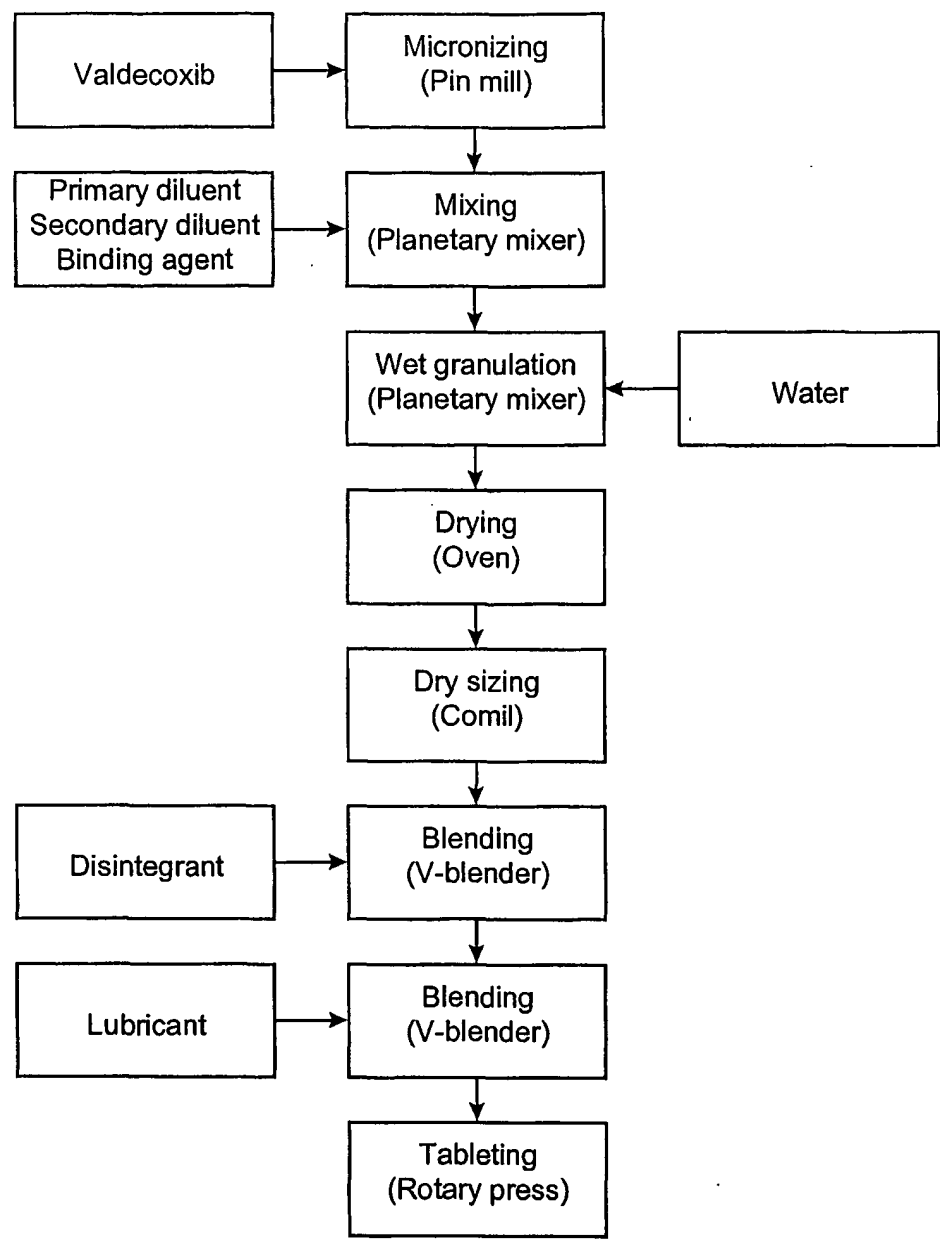 Valdecoxib
Micronizing
(Pin mill)
Primary diluent
Secondary diluent
Binding agent
Mixing
(Planetary mixer)
Wet granulation
(Planetary mixer)
Water
Drying
(Oven)
Dry sizing
(Comil)
Disintegrant
Blending
(V-blender)
Lubricant
Blending
(V-blender)
Tableting
(Rotary press)